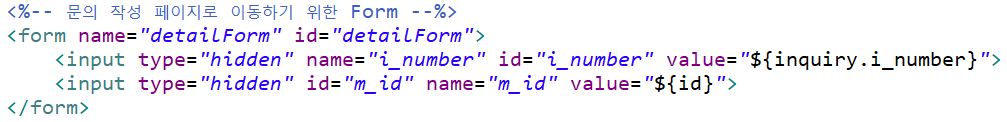 <%-- 문의 작성 페이지로 이동하기 위한 Form --%>
<form name="detailForm" id="detailForm">
    <input type="hidden" name="i_number" id="i_number" value="${inquiry.i_number}">
    <input type="hidden" id="m_id" name="m_id" value="${id}">
</form>